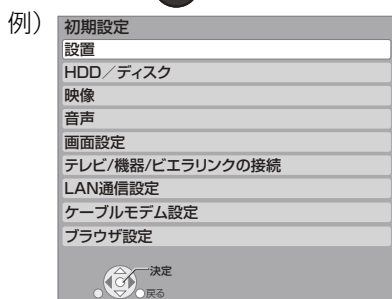 例)
初期設定
設置
HDD／ディスク
映像
音声
画面設定
テレビ/機器/ビエラリンクの接続
LAN通信設定
ケーブルモデム設定
ブラウザ設定
決定
戻る